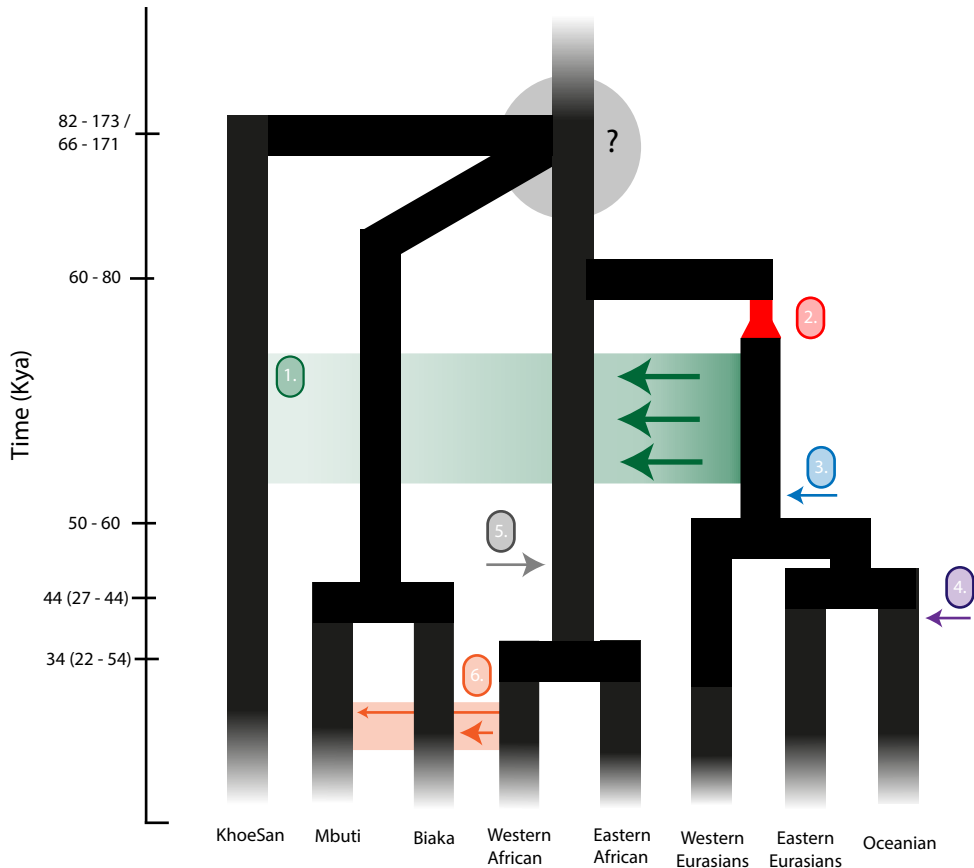 82 - 173 /
66 - 171
?
60 - 80
2.
1.
Time (Kya)
3.
50 - 60
5.
4.
44 (27 - 44)
34 (22 - 54)
6.
KhoeSan
Mbuti
Biaka
Western
African
Eastern
African
Western
Eurasians
Eastern
Eurasians
Oceanian